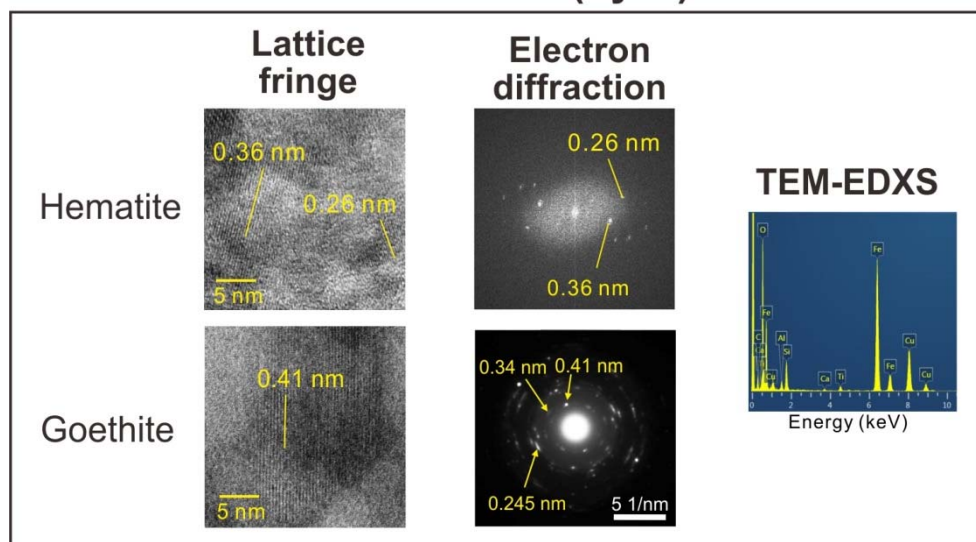 Lattice
fringe
Electron
diffraction
TEM-EDXS
Hematite
0.36 nm
0.26 nm
5 nm
0.26 nm
0.36 nm
Goethite
0.41 nm
5 nm
0.34 nm
0.41 nm
0.245 nm
5 1/nm
O
Fe
C
Al
Si
Cu
Ca
Ti
Fe
Fe
Cu
Cu
0 2 4 6 8 10
Energy (keV)